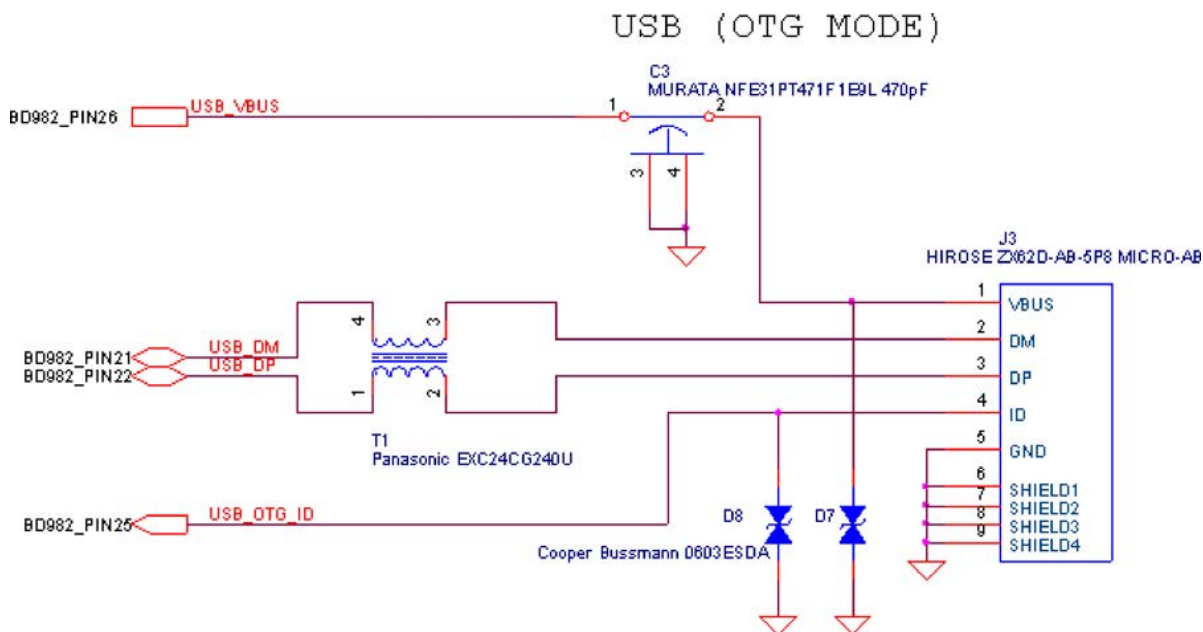 USB (OTG MODE)
C3
MURATA NFE31PT471F1E9L 470pF
BD982_PIN26
USB_VBUS
1
2
3
4
J3
HIROSE ZX62D-AB-5P8 MICRO-AB
1
VBUS
4
3
2
DM
BD982_PIN21
USB_DM
BD982_PIN22
USB_DP
3
DP
1
2
4
ID
T1
Panasonic EXC24CG240U
5
GND
6
SHIELD1
7
SHIELD2
8
SHIELD3
9
SHIELD4
BD982_PIN25
USB_OTG_ID
D8
D7
Cooper Bussmann 0603ESDA